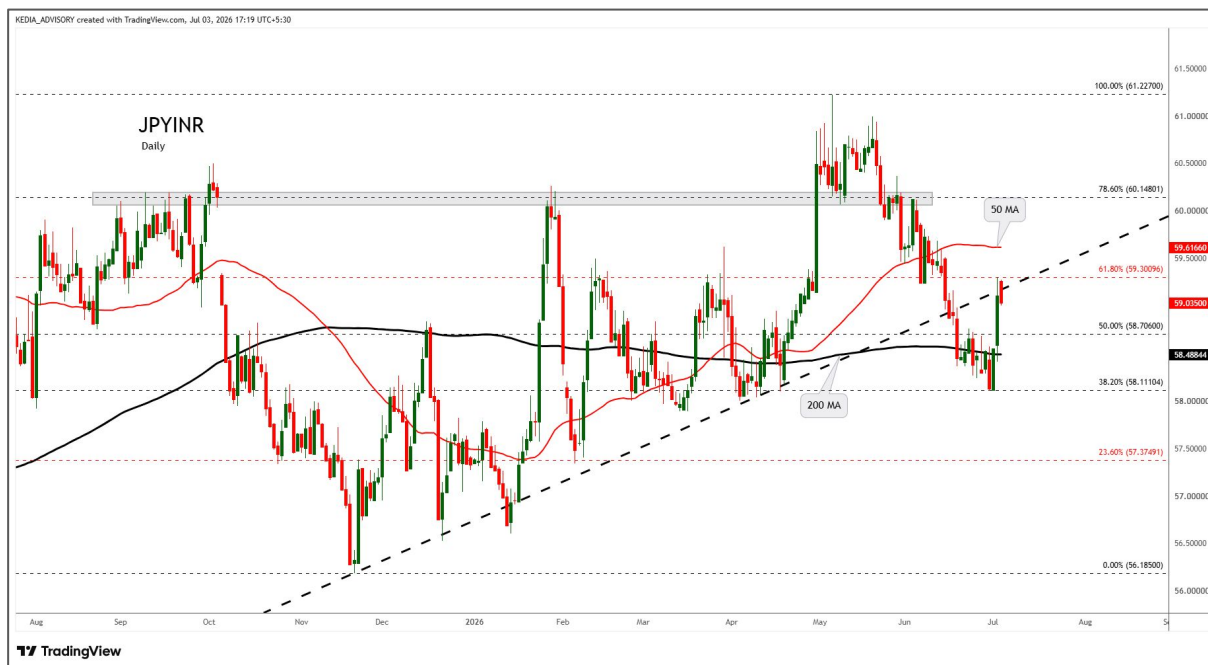 KEDIA_ADVISORY created with TradingView.com, Jul 03, 2026 17:19 UTC+5:30
JPYINR
Daily
61.50000
100.00% (61.22700)
61.00000
60.50000
78.60% (60.14801)
60.00000
50 MA
59.61660
59.50000
61.80% (59.30096)
59.03500
50.00% (58.70600)
58.48844
38.20% (58.11104)
58.00000
200 MA
57.50000
23.60% (57.37491)
57.00000
56.50000
0.00% (56.18500)
56.00000
Aug Sep Oct Nov Dec 2026 Feb Mar Apr May Jun Jul Aug
TradingView